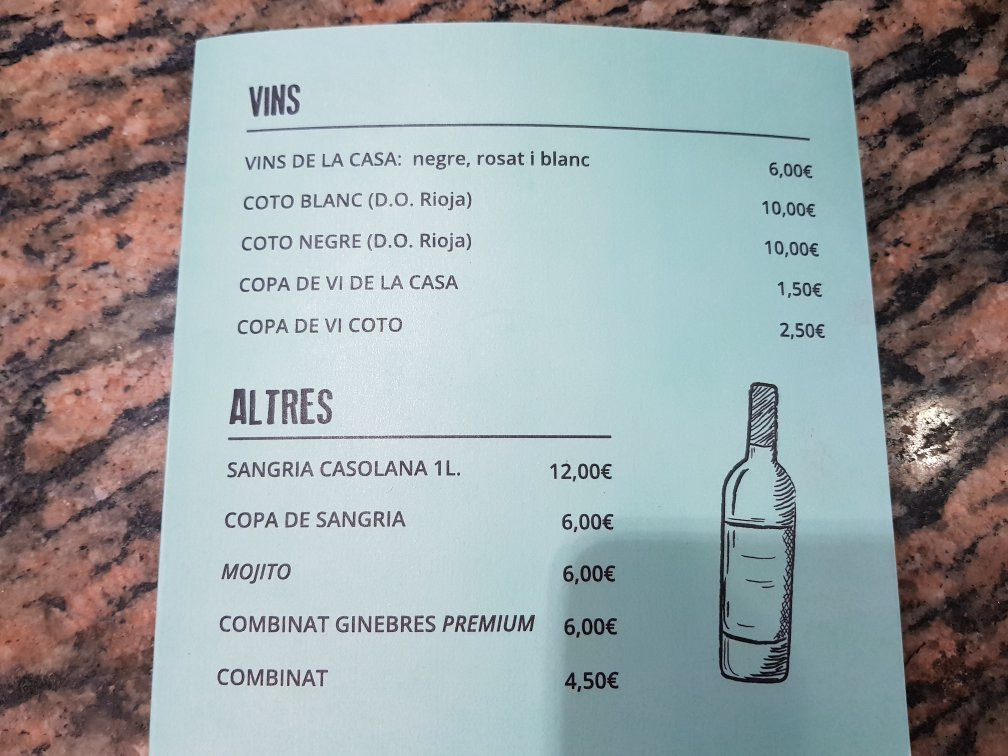 VINS
VINS DE LA CASA: negre, rosat i blanc 6,00€
COTO BLANC (D.O. Rioja) 10,00€
COTO NEGRE (D.O. Rioja) 10,00€
COPA DE VI DE LA CASA 1,50€
COPA DE VI COTO 2,50€
ALTRES
SANGRIA CASOLANA 1L. 12,00€
COPA DE SANGRIA 6,00€
MOJITO 6,00€
COMBINAT GINEBRES PREMIUM 6,00€
COMBINAT 4,50€